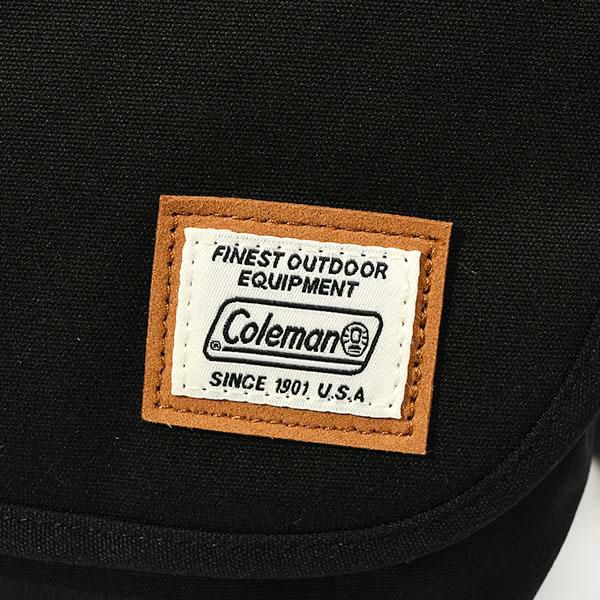 FINEST OUTDOOR
EQUIPMENT
Coleman
®
SINCE 1901 U.S.A